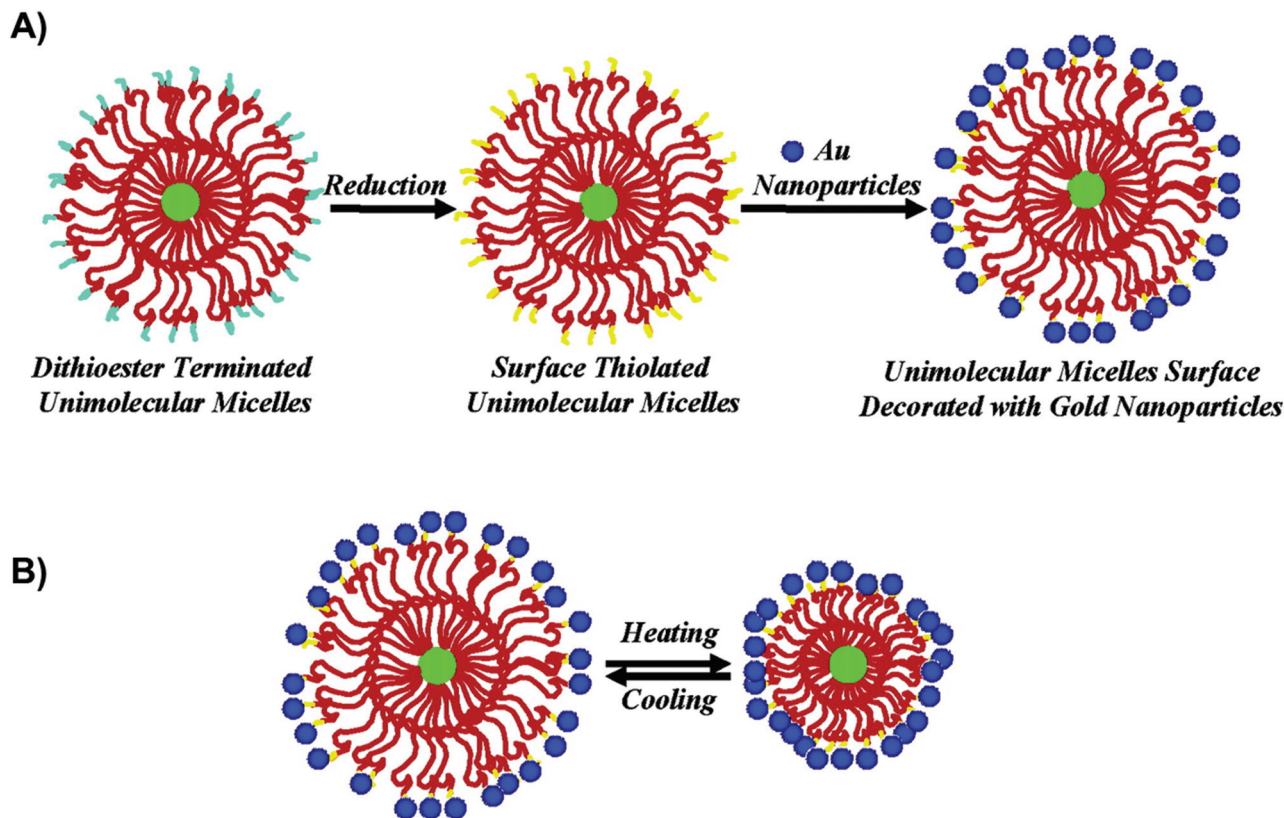 A)
Reduction
Au
Nanoparticles
Dithioester Terminated
Unimolecular Micelles
Surface Thiolated
Unimolecular Micelles
Unimolecular Micelles Surface
Decorated with Gold Nanoparticles
B)
Heating
Cooling